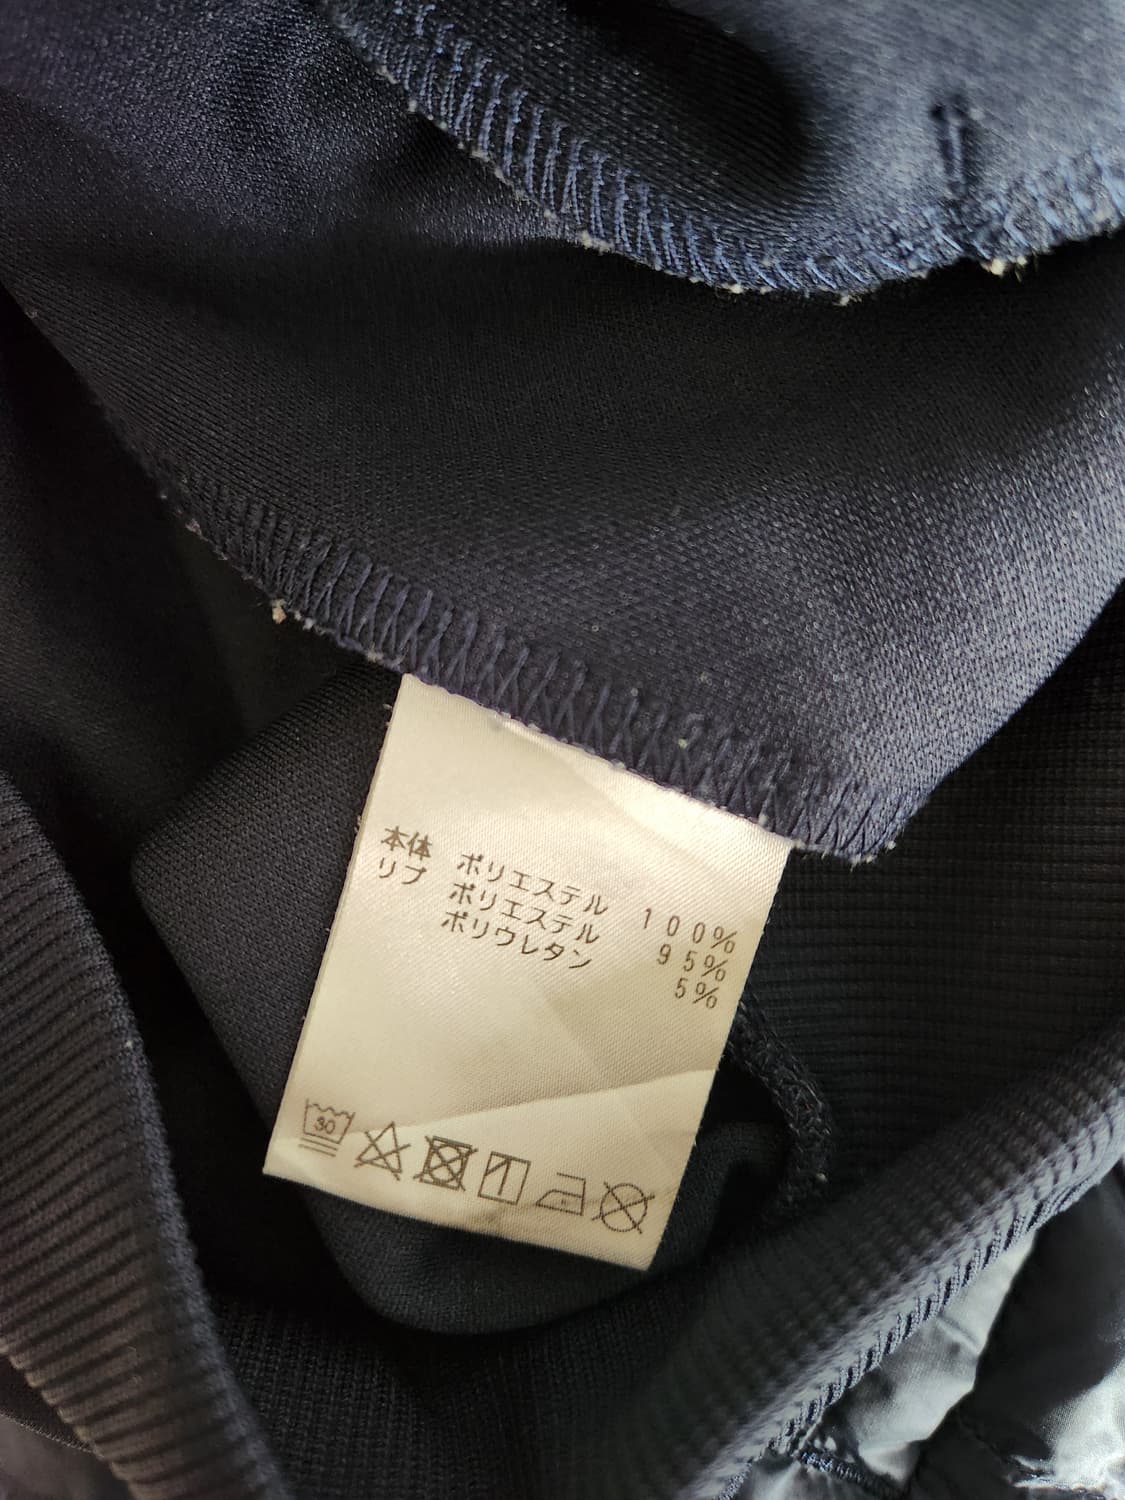 本体 ポリエステル 100%
リブ ポリエステル 95%
ポリウレタン 5%
30